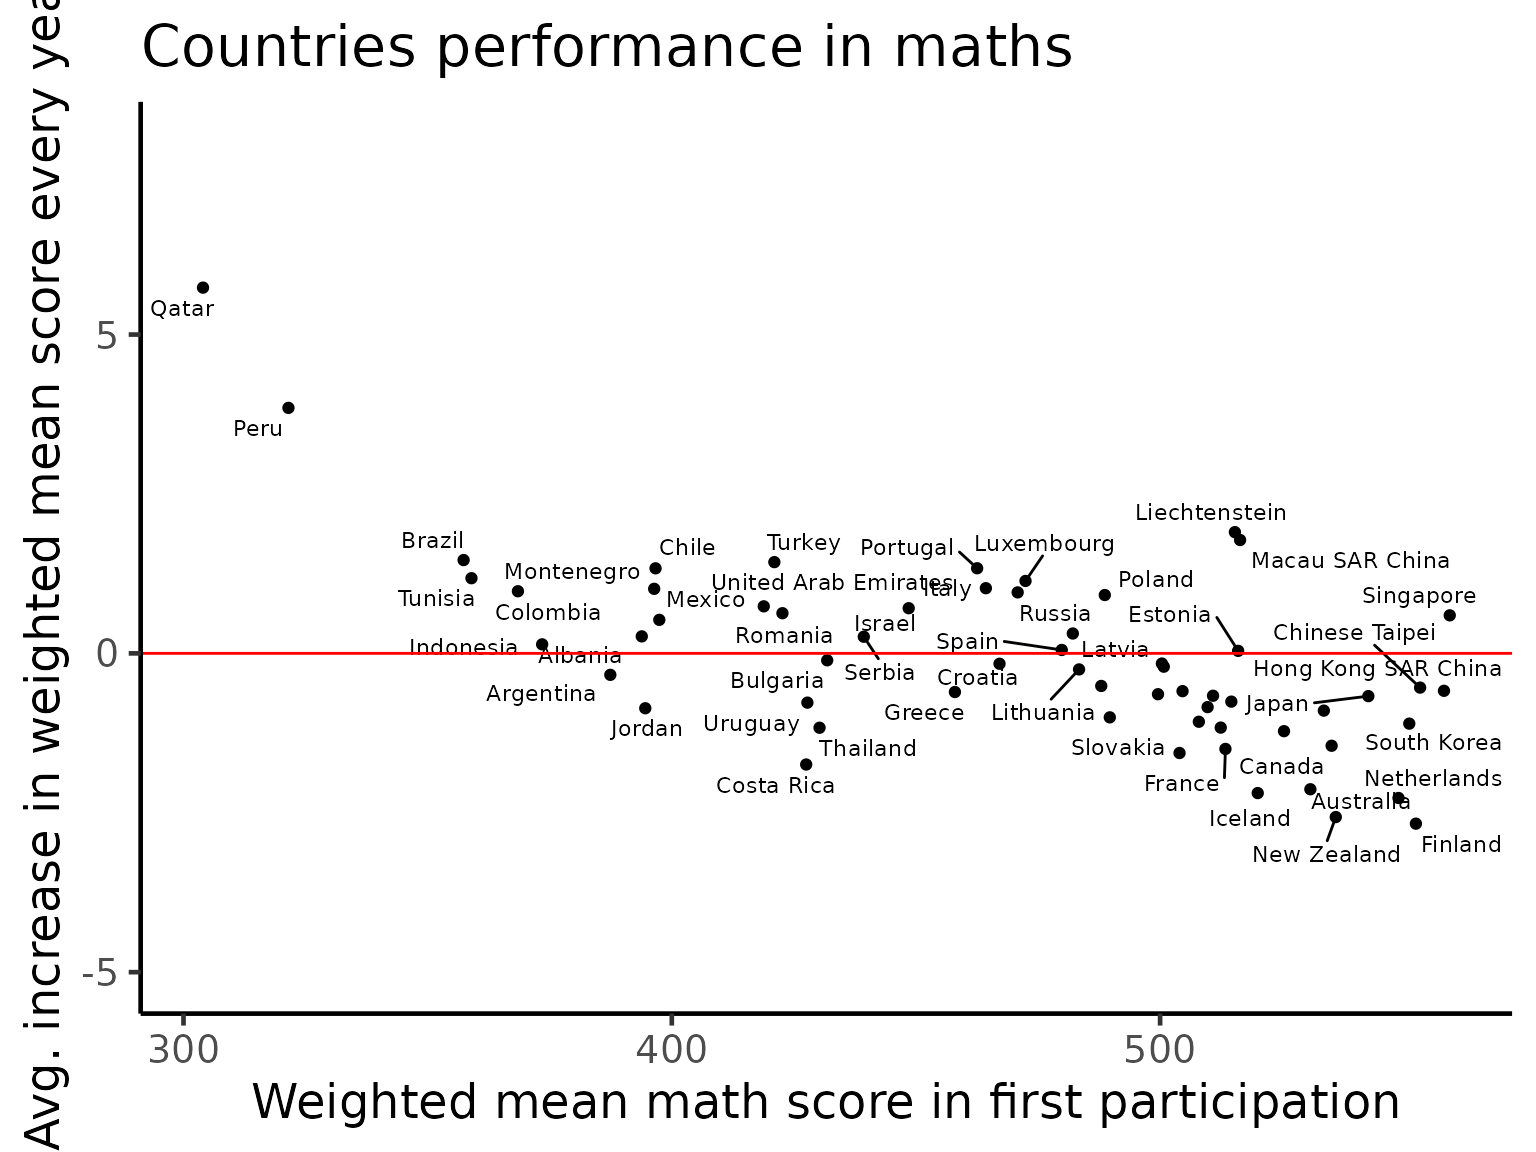 Countries performance in maths
Avg. increase in weighted mean score every yea
5
0
-5
Qatar
Peru
Liechtenstein
Brazil
Chile
Turkey
Portugal
Luxembourg
Macau SAR China
Montenegro
United Arab Emirates
Italy
Poland
Singapore
Tunisia
Mexico
Colombia
Russia
Estonia
Israel
Romania
Chinese Taipei
Indonesia
Albania
Spain
Latvia
Serbia
Hong Kong SAR China
Bulgaria
Croatia
Argentina
Greece
Lithuania
Japan
Jordan
Uruguay
Thailand
Slovakia
South Korea
Costa Rica
France
Canada
Netherlands
Australia
Iceland
New Zealand
Finland
300
400
500
Weighted mean math score in first participation